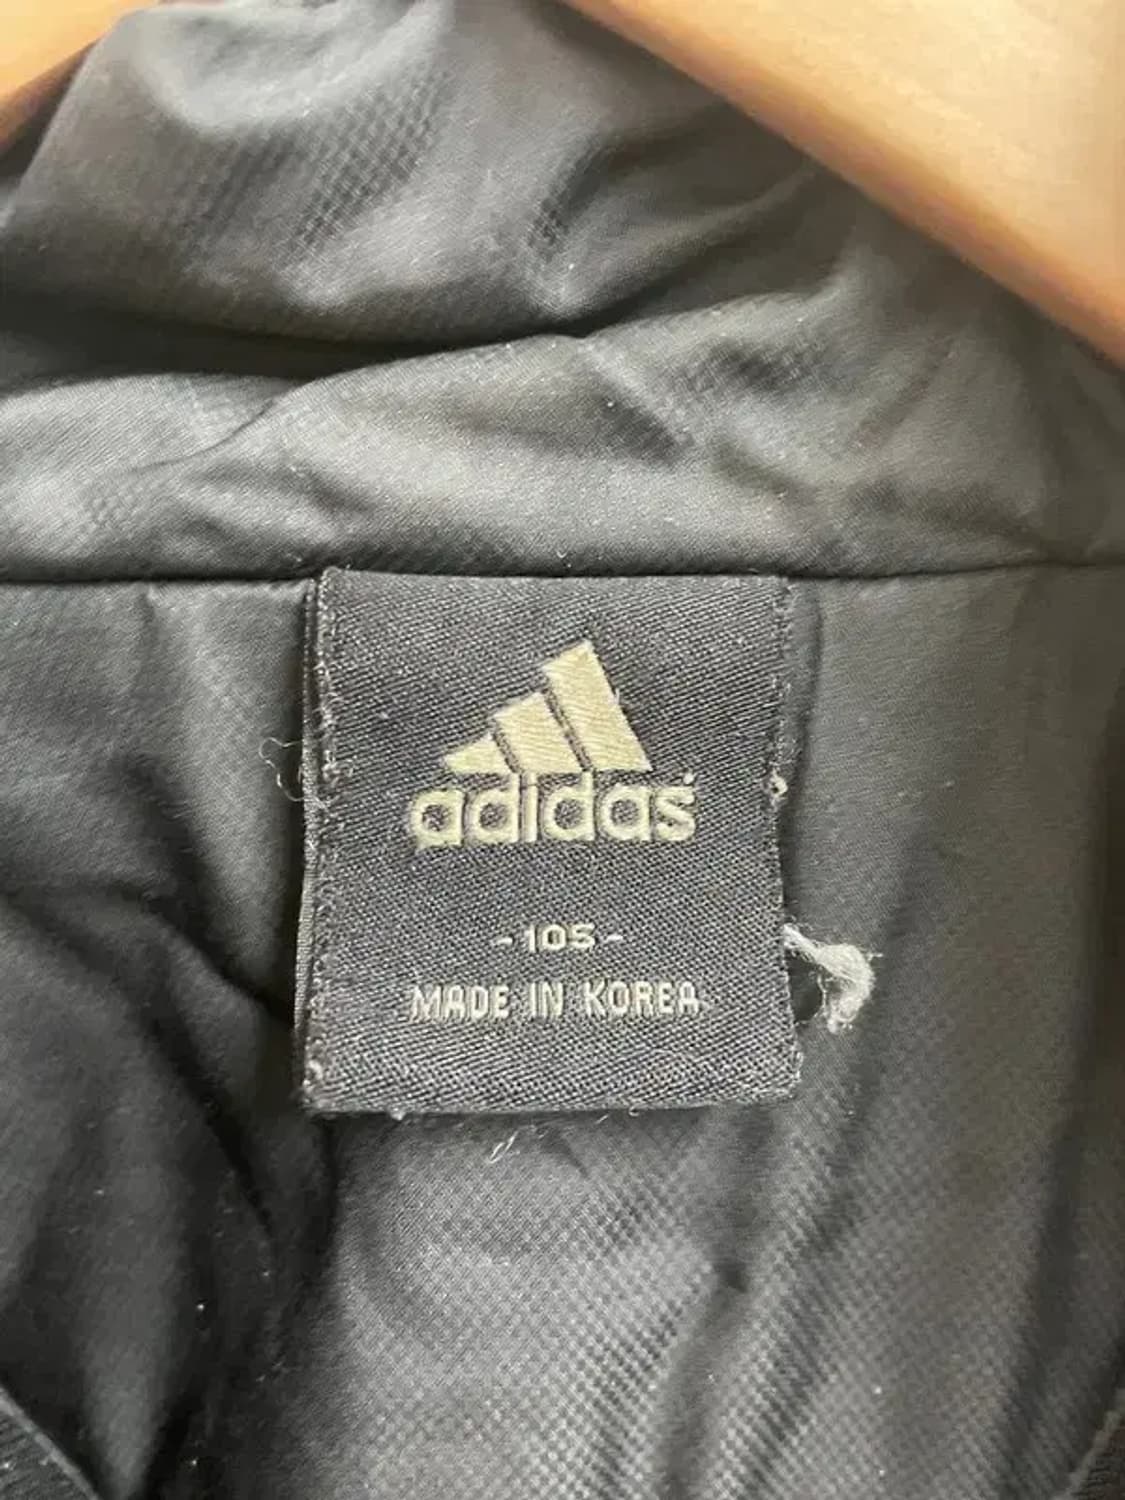 adidas
-105-
MADE IN KOREA